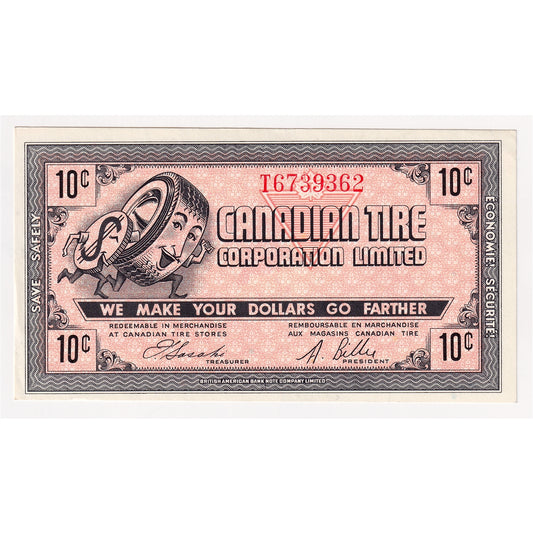 T6739362
10¢ 10¢
$
CANADIAN TIRE
CORPORATION LIMITED
SAVE SAFELY
ÉCONOMIE SÉCURITÉ
WE MAKE YOUR DOLLARS GO FARTHER
REDEEMABLE IN MERCHANDISE
AT CANADIAN TIRE STORES
REMBOURSABLE EN MARCHANDISE
AUX MAGASINS CANADIAN TIRE
10¢ 10¢
TREASURER
PRESIDENT
BRITISH AMERICAN BANK NOTE COMPANY LIMITED